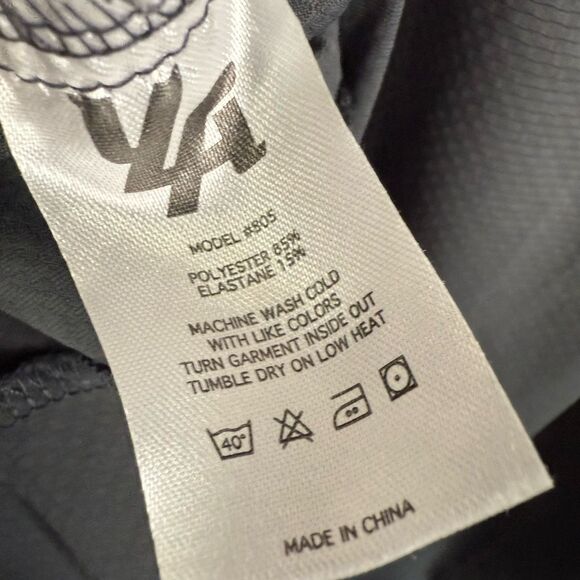 MODEL #805
POLYESTER 85%
ELASTANE 15%
MACHINE WASH COLD
WITH LIKE COLORS
TURN GARMENT INSIDE OUT
TUMBLE DRY ON LOW HEAT
40°
MADE IN CHINA